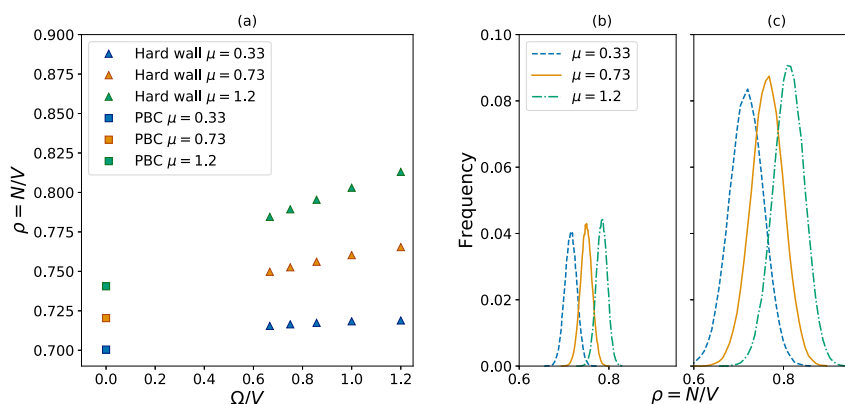 (a)
0.900
0.875
0.850
0.825
0.800
0.775
0.750
0.725
0.700
ρ = N/V
Hard wall μ = 0.33
Hard wall μ = 0.73
Hard wall μ = 1.2
PBC μ = 0.33
PBC μ = 0.73
PBC μ = 1.2
0.0 0.2 0.4 0.6 0.8 1.0 1.2
Ω/V
(b)
(c)
0.10
0.08
0.06
0.04
0.02
0.00
Frequency
μ = 0.33
μ = 0.73
μ = 1.2
0.6 0.8 0.6 0.8
ρ = N/V